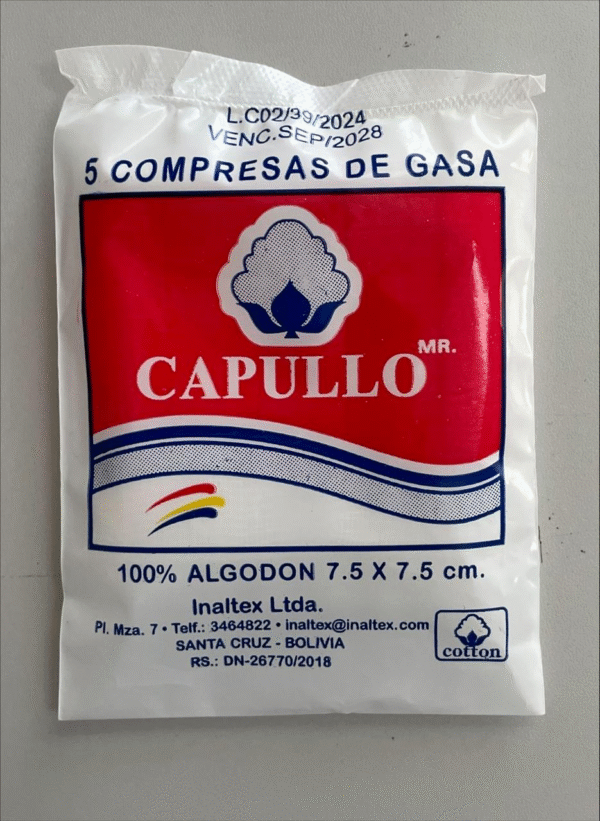 L.C02/39/2024
VENC.SEP/2028
5 COMPRESAS DE GASA
CAPULLO MR.
100% ALGODON 7.5 X 7.5 cm.
Inaltex Ltda.
Pl. Mza. 7 • Telf.: 3464822 • inaltex@inaltex.com
SANTA CRUZ - BOLIVIA
RS.: DN-26770/2018
cotton